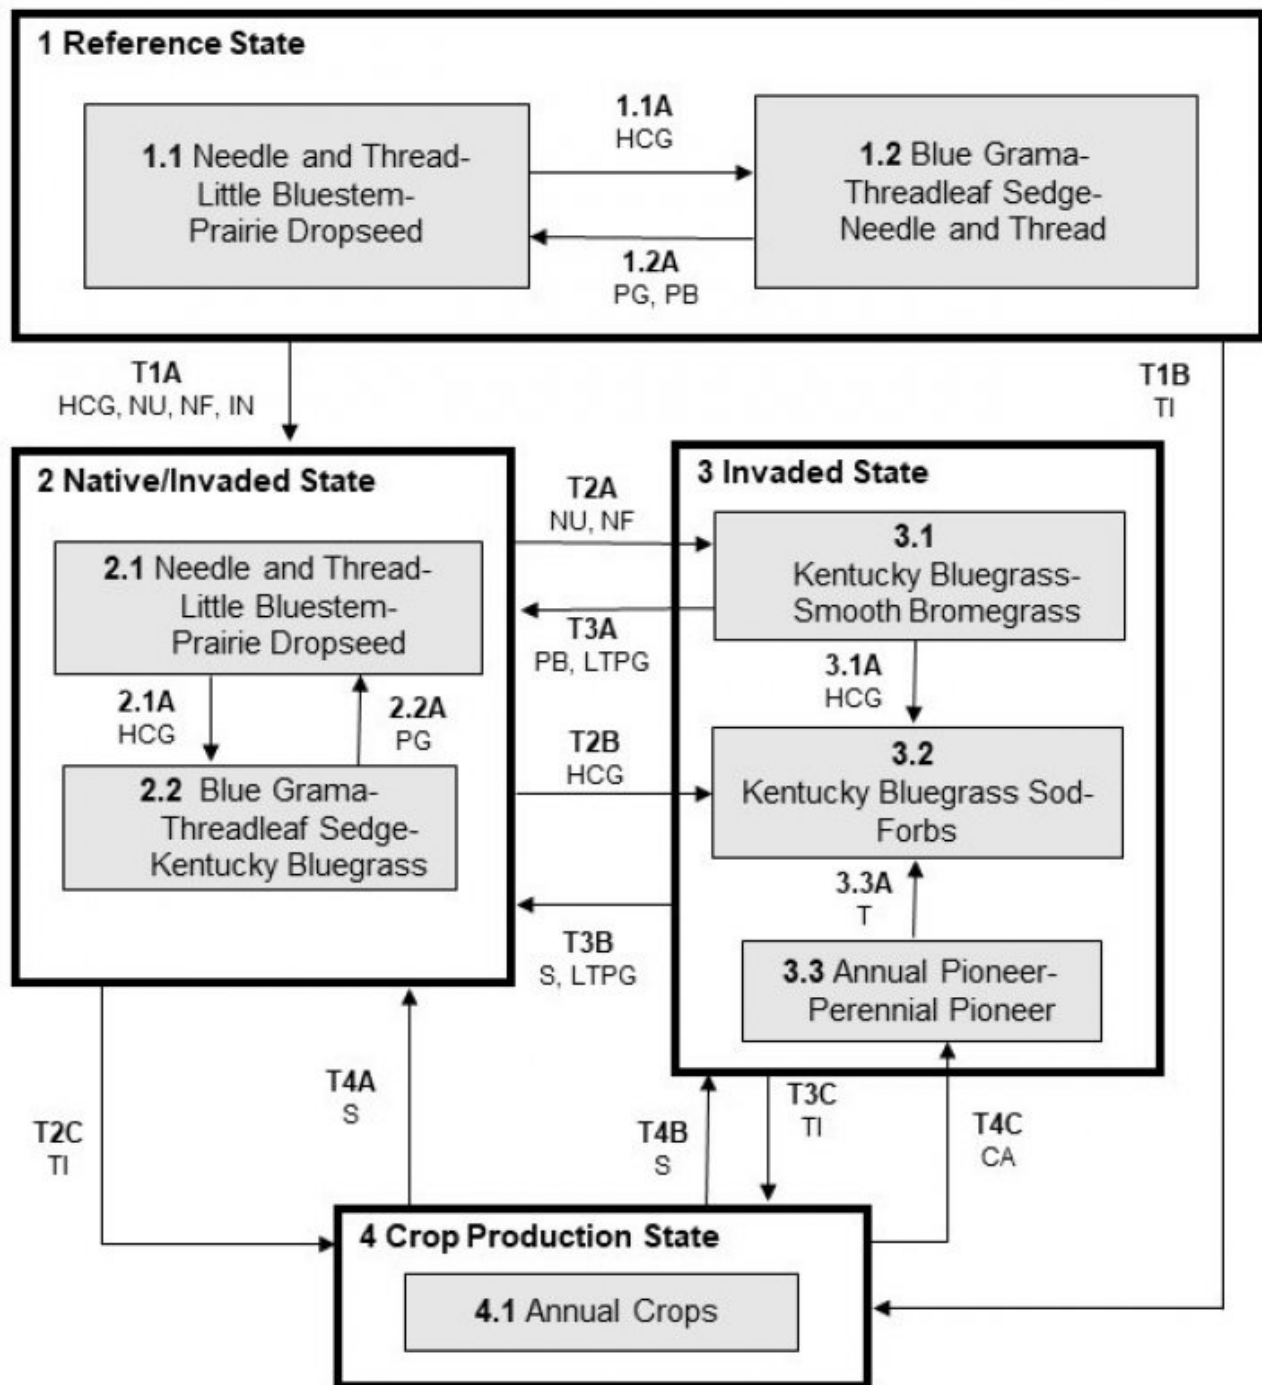 1 Reference State
1.1 Needle and Thread-
Little Bluestem-
Prairie Dropseed
1.1A
HCG
1.2A
PG, PB
1.2 Blue Grama-
Threadleaf Sedge-
Needle and Thread
T1A
HCG, NU, NF, IN
T1B
TI
2 Native/Invaded State
2.1 Needle and Thread-
Little Bluestem-
Prairie Dropseed
2.1A
HCG
2.2A
PG
2.2 Blue Grama-
Threadleaf Sedge-
Kentucky Bluegrass
T2A
NU, NF
T3A
PB, LTPG
T2B
HCG
T3B
S, LTPG
3 Invaded State
3.1
Kentucky Bluegrass-
Smooth Bromegrass
3.1A
HCG
3.2
Kentucky Bluegrass Sod-
Forbs
3.3A
T
3.3 Annual Pioneer-
Perennial Pioneer
T2C
TI
T4A
S
T4B
S
T3C
TI
T4C
CA
4 Crop Production State
4.1 Annual Crops